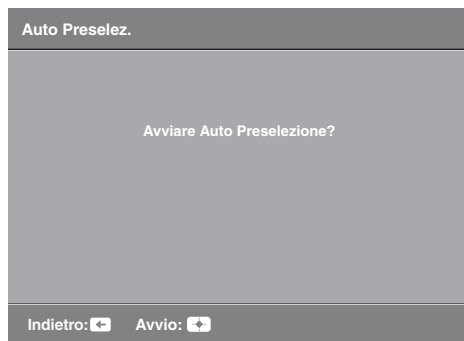 Auto Preselez.
Avviare Auto Preselezione?
Indietro: Avvio: